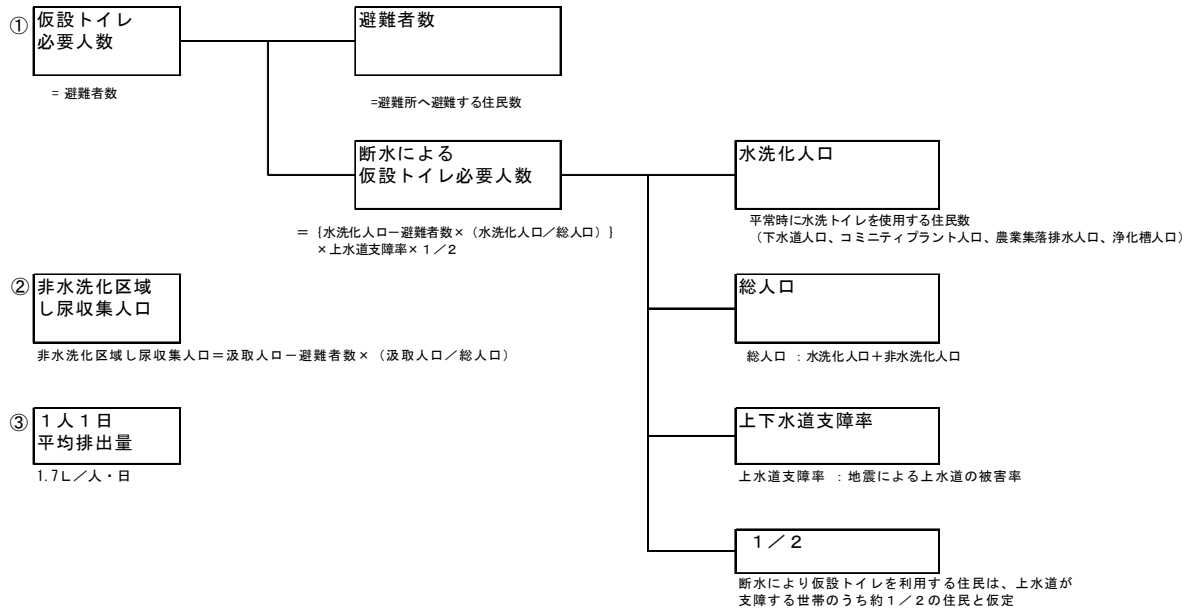 ① 仮設トイレ
必要人数
= 避難者数
避難者数
=避難所へ避難する住民数
断水による
仮設トイレ必要人数
= {水洗化人口-避難者数×(水洗化人口/総人口)}
×上水道支障率×1/2
水洗化人口
平常時に水洗トイレを使用する住民数
(下水道人口、コミニティプラント人口、農業集落排水人口、浄化槽人口)
総人口
総人口 :水洗化人口+非水洗化人口
上下水道支障率
上水道支障率 :地震による上水道の被害率
1/2
断水により仮設トイレを利用する住民は、上水道が
支障する世帯のうち約1/2の住民と仮定
② 非水洗化区域
し尿収集人口
非水洗化区域し尿収集人口=汲取人口-避難者数×(汲取人口/総人口)
③ 1人1日
平均排出量
1.7L/人・日